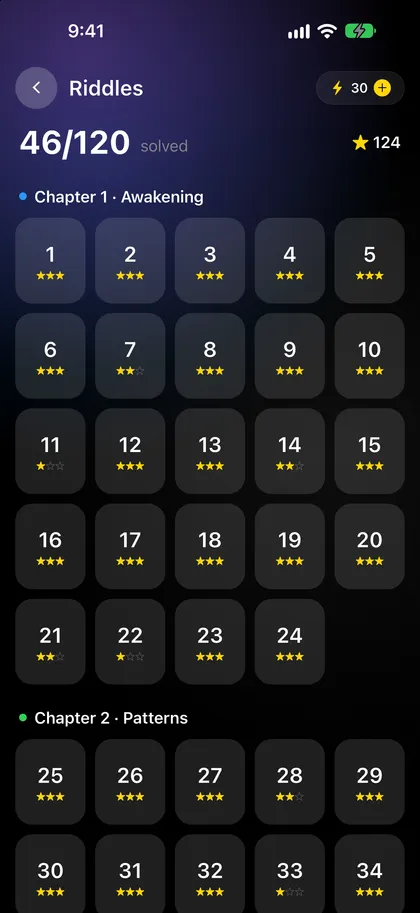 9:41
Riddles
30
46/120 solved
124
Chapter 1 · Awakening
1 2 3 4 5
6 7 8 9 10
11 12 13 14 15
16 17 18 19 20
21 22 23 24
Chapter 2 · Patterns
25 26 27 28 29
30 31 32 33 34